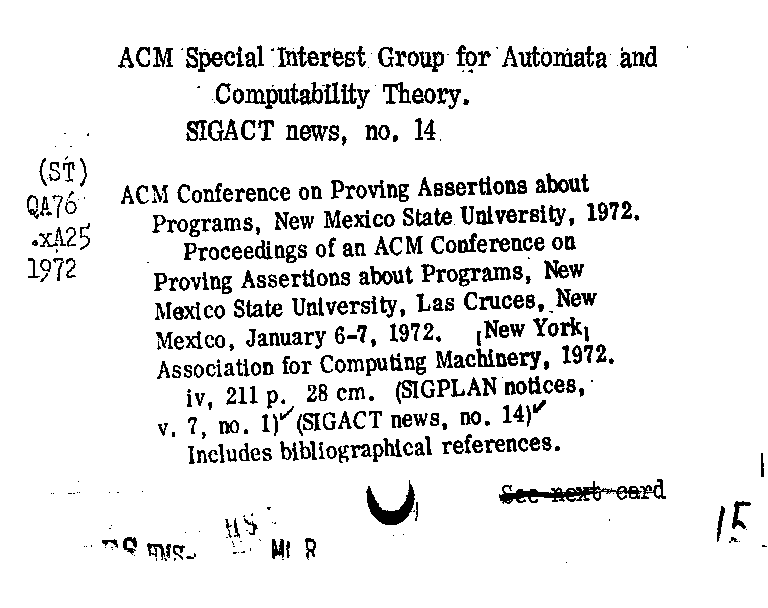 ACM Special Interest Group for Automata and
Computability Theory.
SIGACT news, no. 14
(ST)
QA76
.xA25
1972
ACM Conference on Proving Assertions about
Programs, New Mexico State University, 1972.
Proceedings of an ACM Conference on
Proving Assertions about Programs, New
Mexico State University, Las Cruces, New
Mexico, January 6-7, 1972. [New York]
Association for Computing Machinery, 1972.
iv, 211 p. 28 cm. (SIGPLAN notices,
v. 7, no. 1)✓ (SIGACT news, no. 14)✓
Includes bibliographical references.
See next card
15
HS
MLR